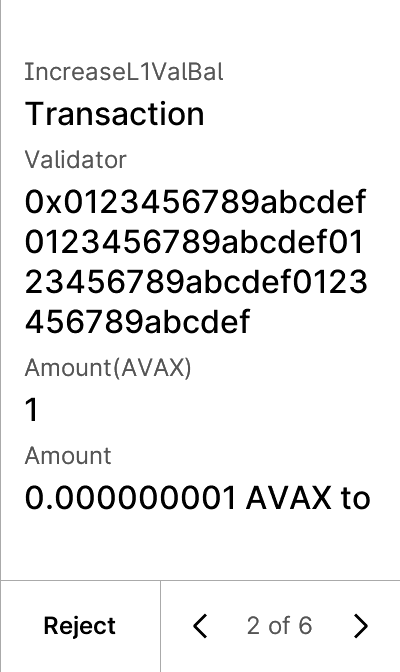 IncreaseL1ValBal
Transaction
Validator
0x0123456789abcdef
0123456789abcdef01
23456789abcdef0123
456789abcdef
Amount(AVAX)
1
Amount
0.000000001 AVAX to
Reject
2 of 6